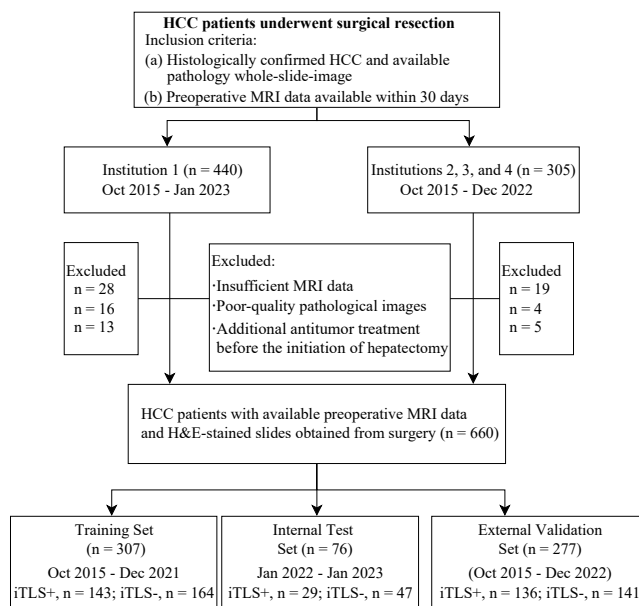 HCC patients underwent surgical resection
Inclusion criteria:
(a) Histologically confirmed HCC and available
pathology whole-slide-image
(b) Preoperative MRI data available within 30 days
Institution 1 (n = 440)
Oct 2015 - Jan 2023
Institutions 2, 3, and 4 (n = 305)
Oct 2015 - Dec 2022
Excluded
n = 28
n = 16
n = 13
Excluded:
·Insufficient MRI data
·Poor-quality pathological images
·Additional antitumor treatment
before the initiation of hepatectomy
Excluded
n = 19
n = 4
n = 5
HCC patients with available preoperative MRI data
and H&E-stained slides obtained from surgery (n = 660)
Training Set
(n = 307)
Oct 2015 - Dec 2021
iTLS+, n = 143; iTLS-, n = 164
Internal Test
Set (n = 76)
Jan 2022 - Jan 2023
iTLS+, n = 29; iTLS-, n = 47
External Validation
Set (n = 277)
(Oct 2015 - Dec 2022)
iTLS+, n = 136; iTLS-, n = 141